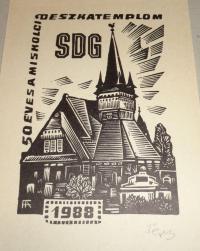 50 ÉVES A MISKOLCI
DESZKATEMPLOM
SDG
1988